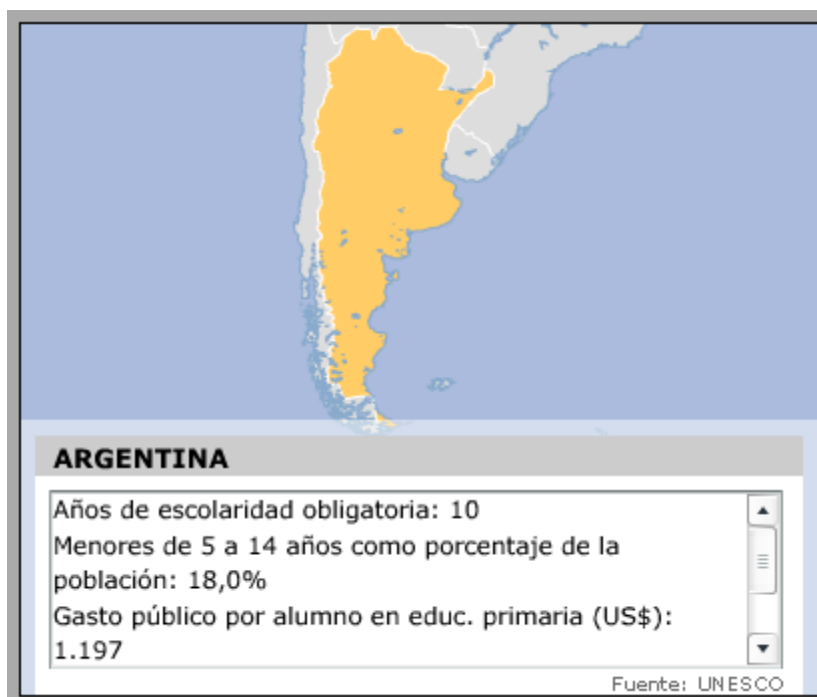 ARGENTINA
Años de escolaridad obligatoria: 10
Menores de 5 a 14 años como porcentaje de la
población: 18,0%
Gasto público por alumno en educ. primaria (US$):
1.197
Fuente: UNESCO